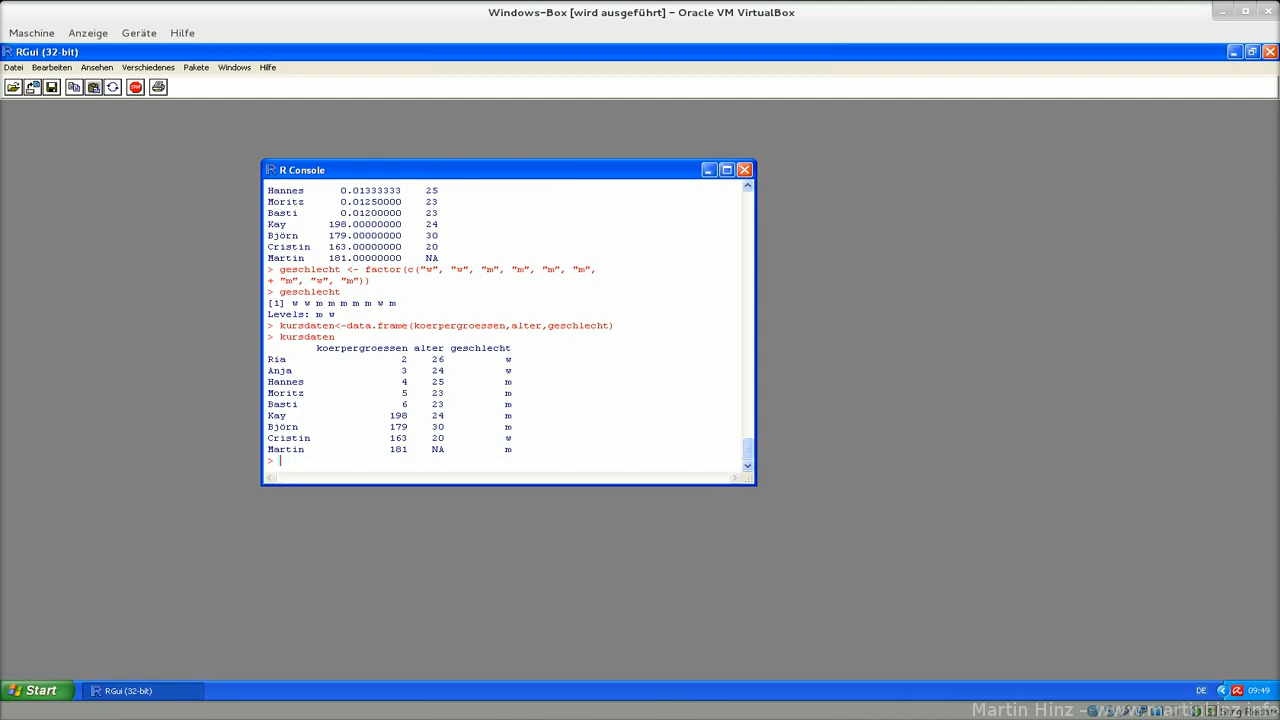 Windows-Box [wird ausgeführt] - Oracle VM VirtualBox
Maschine Anzeige Geräte Hilfe
RGui (32-bit)
Datei Bearbeiten Ansehen Verschiedenes Pakete Windows Hilfe
STOP
R Console
Hannes 0.01333333 25
Moritz 0.01250000 23
Basti 0.01200000 23
Kay 198.00000000 24
Björn 179.00000000 30
Cristin 163.00000000 20
Martin 181.00000000 NA
> geschlecht <- factor(c("w", "w", "m", "m", "m", "m",
+ "m", "w", "m"))
> geschlecht
[1] w w m m m m m w m
Levels: m w
> kursdaten<-data.frame(koerpergroessen,alter,geschlecht)
> kursdaten
koerpergroessen alter geschlecht
Ria 2 26 w
Anja 3 24 w
Hannes 4 25 m
Moritz 5 23 m
Basti 6 23 m
Kay 198 24 m
Björn 179 30 m
Cristin 163 20 w
Martin 181 NA m
>
Start RGui (32-bit) DE 09:49
Martin Hinz - www.martinhinz.info